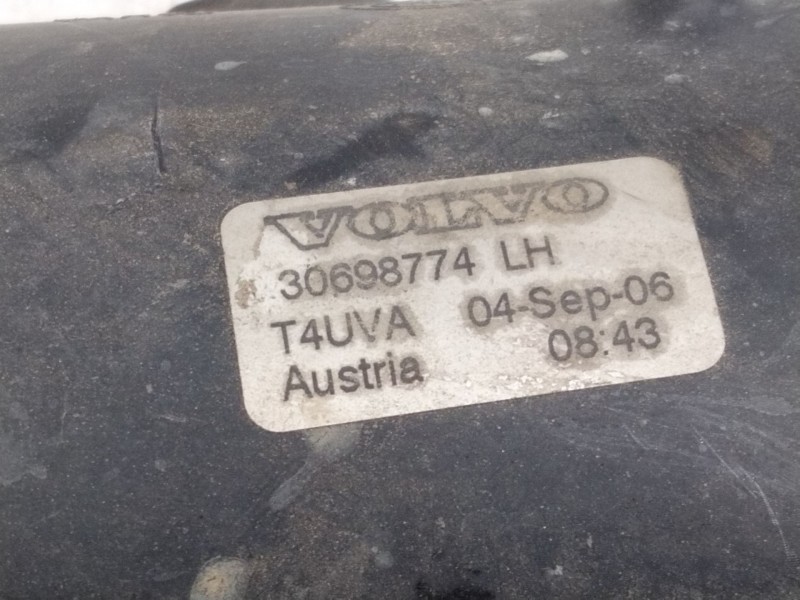 VOLVO
30698774 LH
T4UVA 04-Sep-06
Austria 08:43